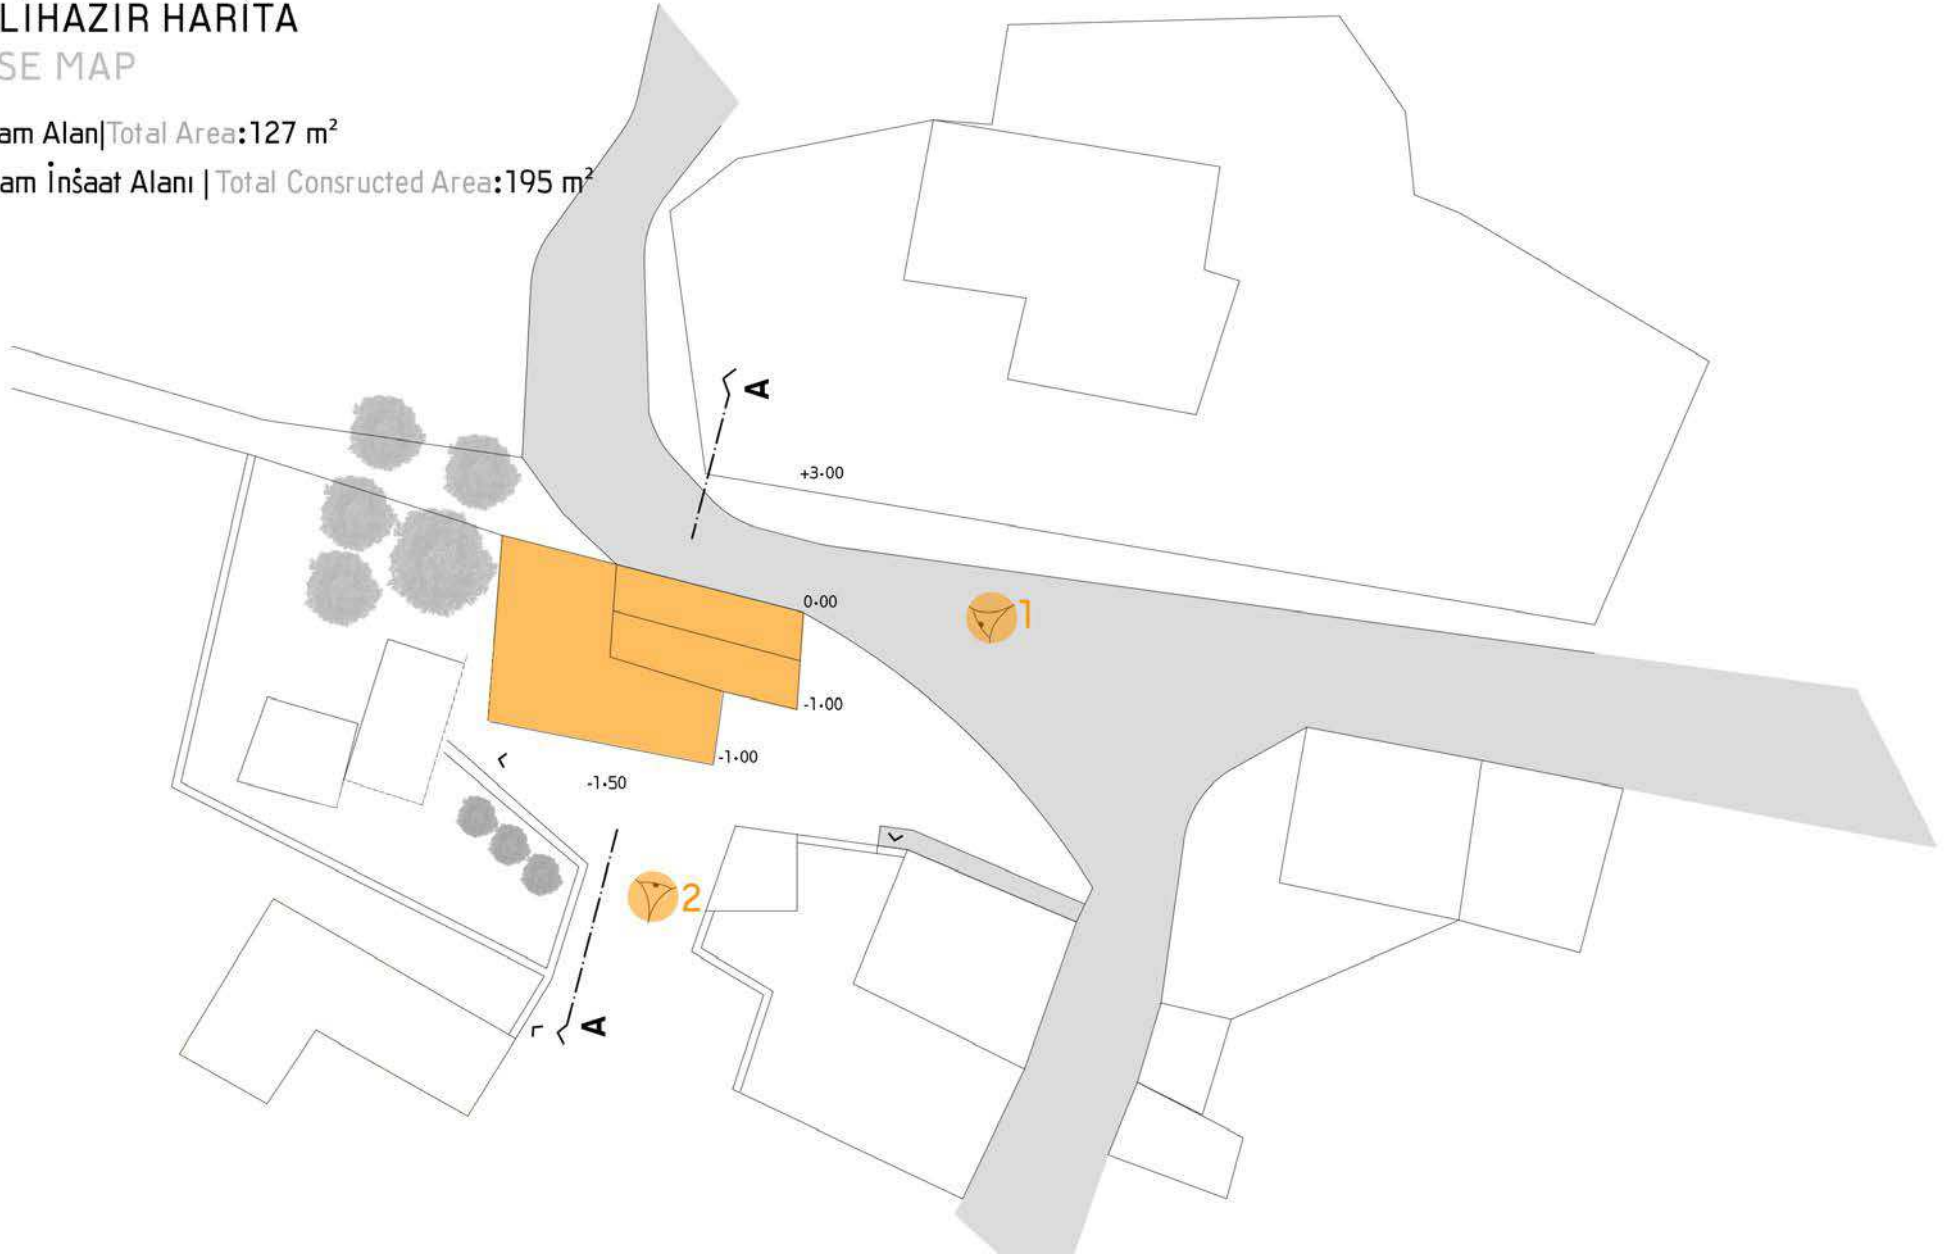 LIHAZIR HARITA
SE MAP
am Alan|Total Area:127 m²
am İnşaat Alanı | Total Consructed Area:195 m²
A
+3.00
0.00
1
-1.00
-1.00
-1.50
2
A